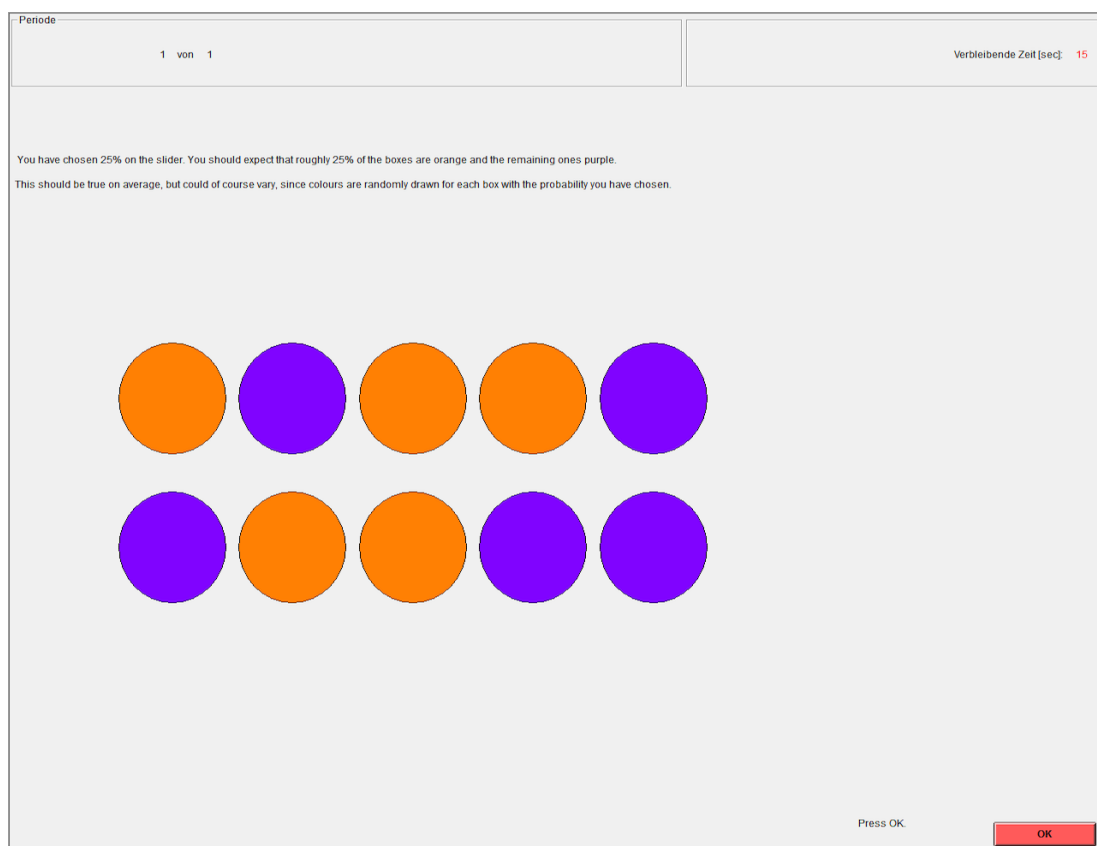 Periode
1 von 1
Verbleibende Zeit [sec]: 15
You have chosen 25% on the slider. You should expect that roughly 25% of the boxes are orange and the remaining ones purple.
This should be true on average, but could of course vary, since colours are randomly drawn for each box with the probability you have chosen.
Press OK.
OK